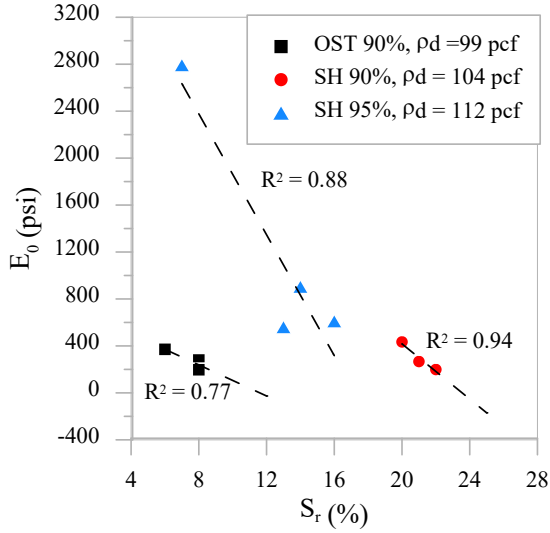 3200
2800
2400
2000
1600
1200
800
400
0
-400
E₀ (psi)
OST 90%, ρd =99 pcf
SH 90%, ρd = 104 pcf
SH 95%, ρd = 112 pcf
R² = 0.88
R² = 0.94
R² = 0.77
4 8 12 16 20 24 28
Sᵣ (%)